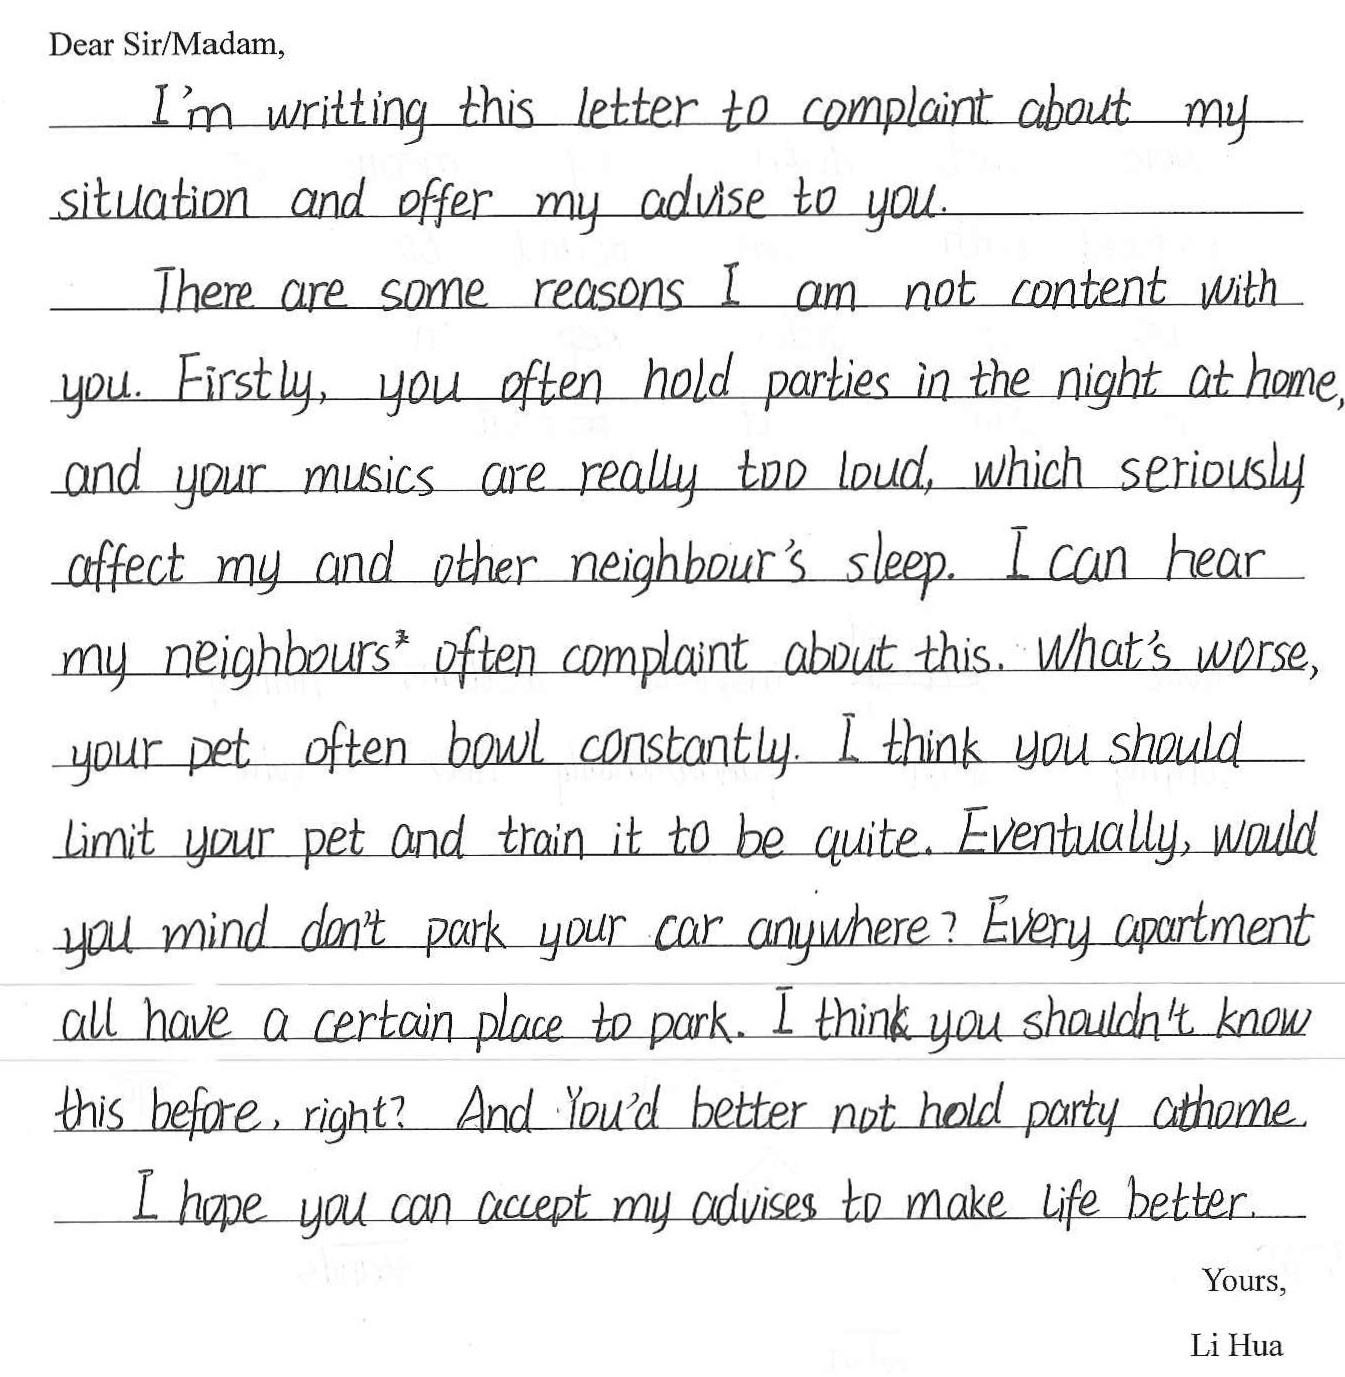 Dear Sir/Madam,
I'm writting this letter to complaint about my
situation and offer my advise to you.
There are some reasons I am not content with
you. Firstly, you often hold parties in the night at home,
and your musics are really too loud, which seriously
affect my and other neighbour's sleep. I can hear
my neighbours' often complaint about this. What's worse,
your pet often bowl constantly. I think you should
limit your pet and train it to be quite. Eventually, would
you mind don't park your car anywhere? Every apartment
all have a certain place to park. I think you shouldn't know
this before, right? And You'd better not hold party athome.
I hope you can accept my advises to make life better.
Yours,
Li Hua